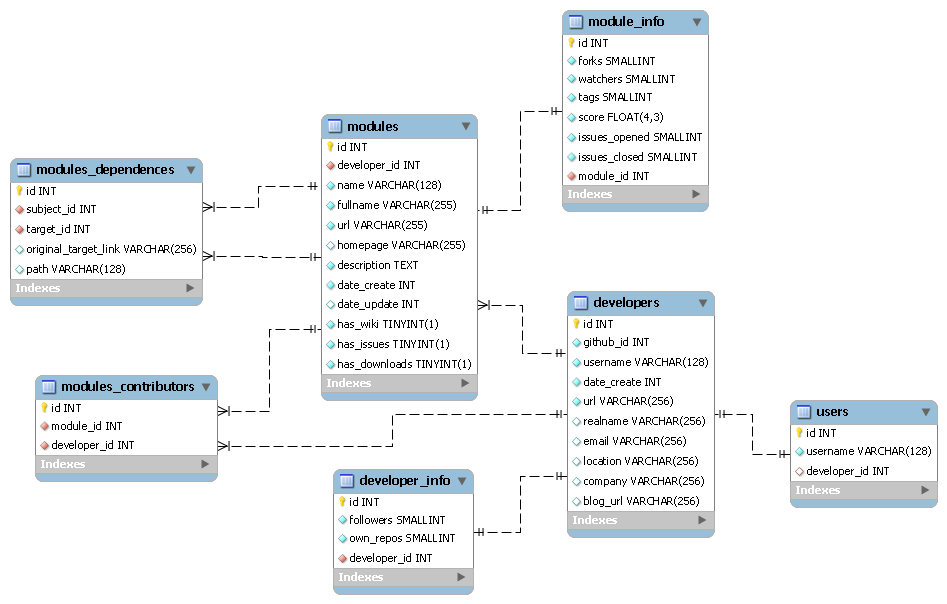 module_info
id INT
forks SMALLINT
watchers SMALLINT
tags SMALLINT
score FLOAT(4,3)
issues_opened SMALLINT
issues_closed SMALLINT
module_id INT
Indexes
modules
id INT
developer_id INT
name VARCHAR(128)
fullname VARCHAR(255)
url VARCHAR(255)
homepage VARCHAR(255)
description TEXT
date_create INT
date_update INT
has_wiki TINYINT(1)
has_issues TINYINT(1)
has_downloads TINYINT(1)
Indexes
modules_dependences
id INT
subject_id INT
target_id INT
original_target_link VARCHAR(256)
path VARCHAR(128)
Indexes
developers
id INT
github_id INT
username VARCHAR(128)
date_create INT
url VARCHAR(256)
realname VARCHAR(256)
email VARCHAR(256)
location VARCHAR(256)
company VARCHAR(256)
blog_url VARCHAR(256)
Indexes
modules_contributors
id INT
module_id INT
developer_id INT
Indexes
users
id INT
username VARCHAR(128)
developer_id INT
Indexes
developer_info
id INT
followers SMALLINT
own_repos SMALLINT
developer_id INT
Indexes